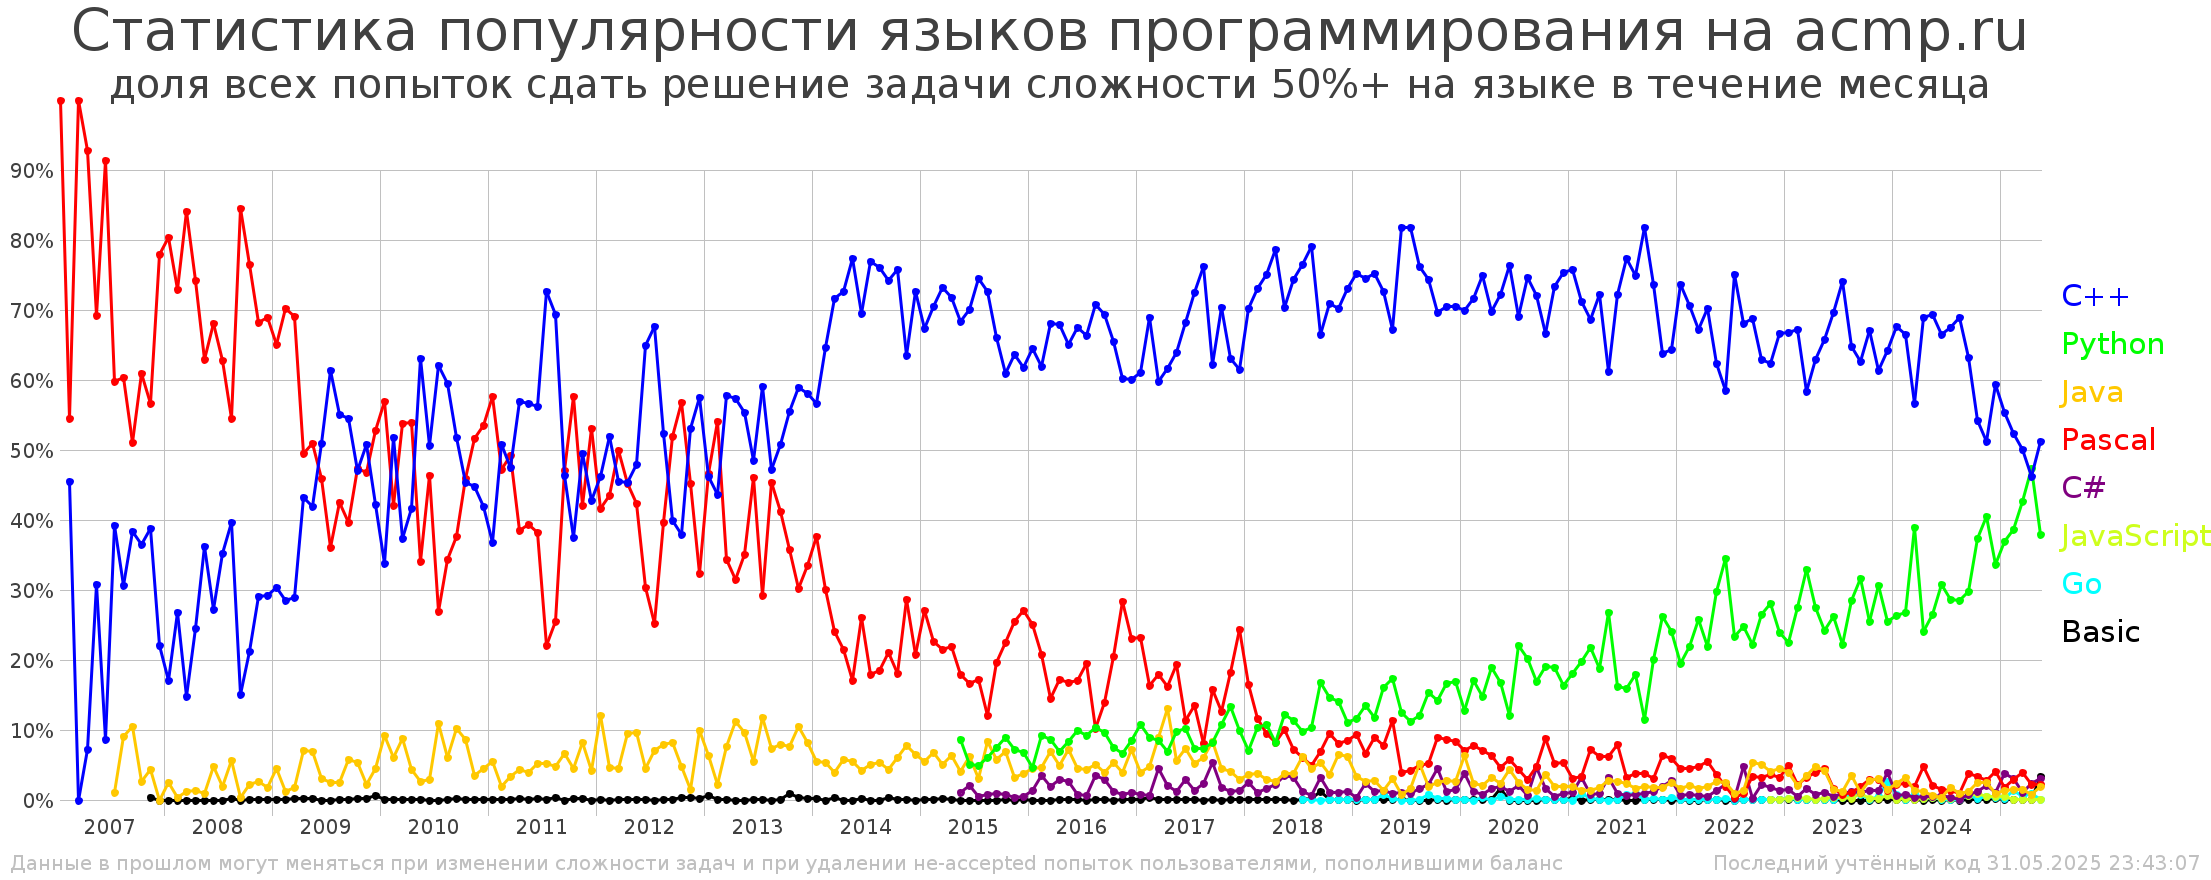 Статистика популярности языков программирования на acmp.ru
доля всех попыток сдать решение задачи сложности 50%+ на языке в течение месяца
90%
80%
70%
60%
50%
40%
30%
20%
10%
0%
C++
Python
Java
Pascal
C#
JavaScript
Go
Basic
2007 2008 2009 2010 2011 2012 2013 2014 2015 2016 2017 2018 2019 2020 2021 2022 2023 2024
Данные в прошлом могут меняться при изменении сложности задач и при удалении не-accepted попыток пользователями, пополнившими баланс
Последний учтённый код 31.05.2025 23:43:07